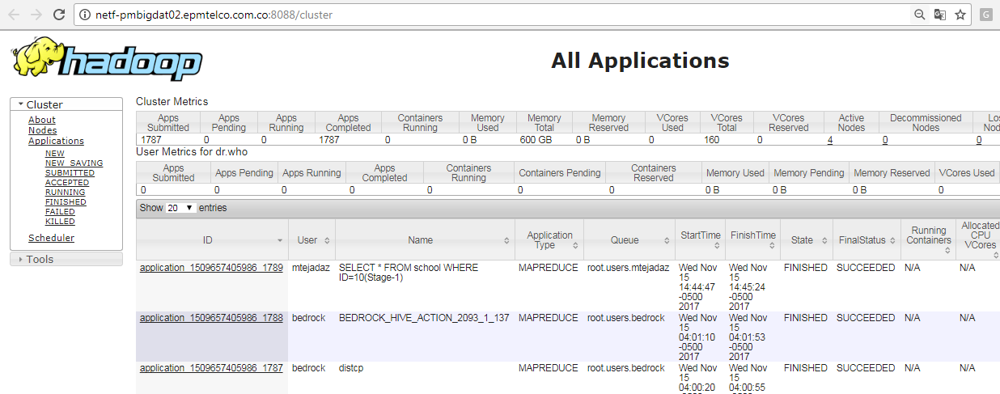 netf-pmbigdat02.epmtelco.com.co:8088/cluster
G
hadoop
All Applications
Cluster
About
Nodes
Applications
NEW
NEW_SAVING
SUBMITTED
ACCEPTED
RUNNING
FINISHED
FAILED
KILLED
Scheduler
Tools
Cluster Metrics
Apps Submitted Apps Pending Apps Running Apps Completed Containers Running Memory Used Memory Total Memory Reserved VCores Used VCores Total VCores Reserved Active Nodes Decommissioned Nodes
1787 0 0 1787 0 0 B 600 GB 0 B 0 160 0 4 0 0
User Metrics for dr.who
Apps Submitted Apps Pending Apps Running Apps Completed Containers Running Containers Pending Containers Reserved Memory Used Memory Pending Memory Reserved VCores Used
0 0 0 0 0 0 0 0 B 0 B 0 B 0
Show 20 entries
ID User Name Application Type Queue StartTime FinishTime State FinalStatus Running Containers Allocated CPU VCores
application_1509657405986_1789 mtejadaz SELECT * FROM school WHERE ID=10(Stage-1) MAPREDUCE root.users.mtejadaz Wed Nov 15 14:44:47 -0500 2017 Wed Nov 15 14:45:24 -0500 2017 FINISHED SUCCEEDED N/A N/A
application_1509657405986_1788 bedrock BEDROCK_HIVE_ACTION_2093_1_137 MAPREDUCE root.users.bedrock Wed Nov 15 04:01:10 -0500 2017 Wed Nov 15 04:01:53 -0500 2017 FINISHED SUCCEEDED N/A N/A
application_1509657405986_1787 bedrock distcp MAPREDUCE root.users.bedrock Wed Nov 15 04:00:20 Wed Nov 15 04:00:55 FINISHED SUCCEEDED N/A N/A